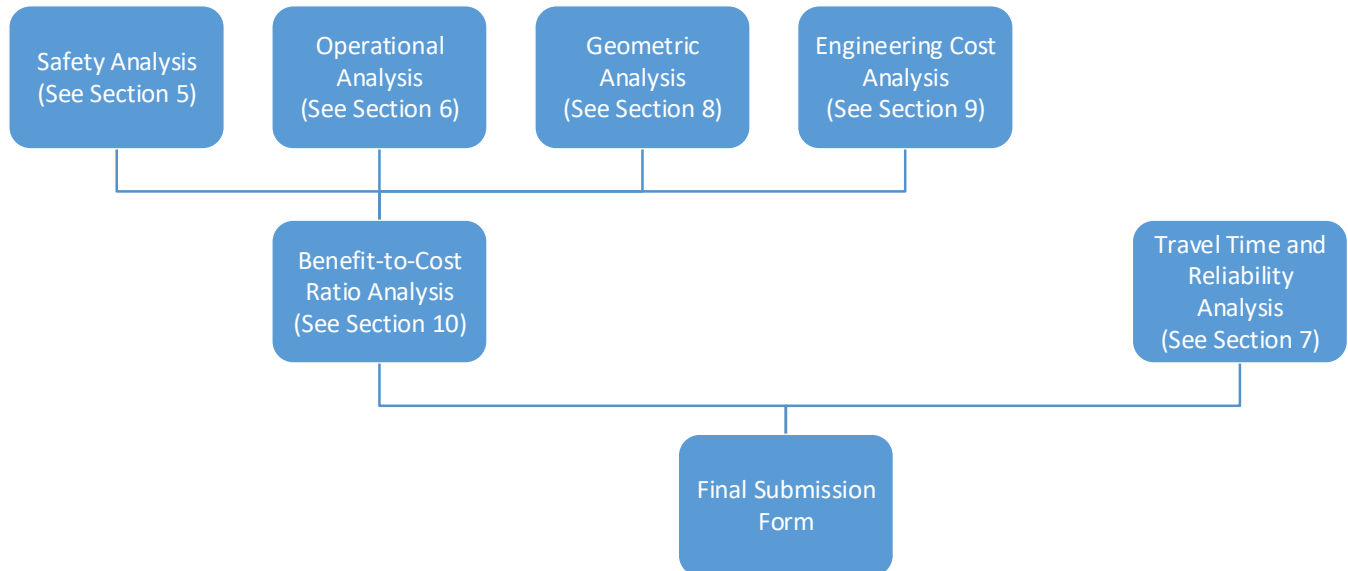 Safety Analysis
(See Section 5)
Operational
Analysis
(See Section 6)
Geometric
Analysis
(See Section 8)
Engineering Cost
Analysis
(See Section 9)
Benefit-to-Cost
Ratio Analysis
(See Section 10)
Travel Time and
Reliability
Analysis
(See Section 7)
Final Submission
Form